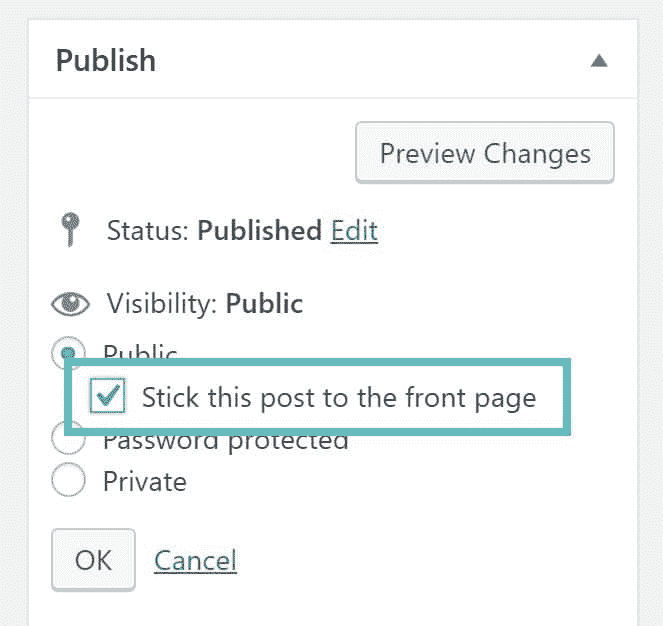 Publish
Preview Changes
Status: Published Edit
Visibility: Public
Public
Stick this post to the front page
Password protected
Private
OK Cancel